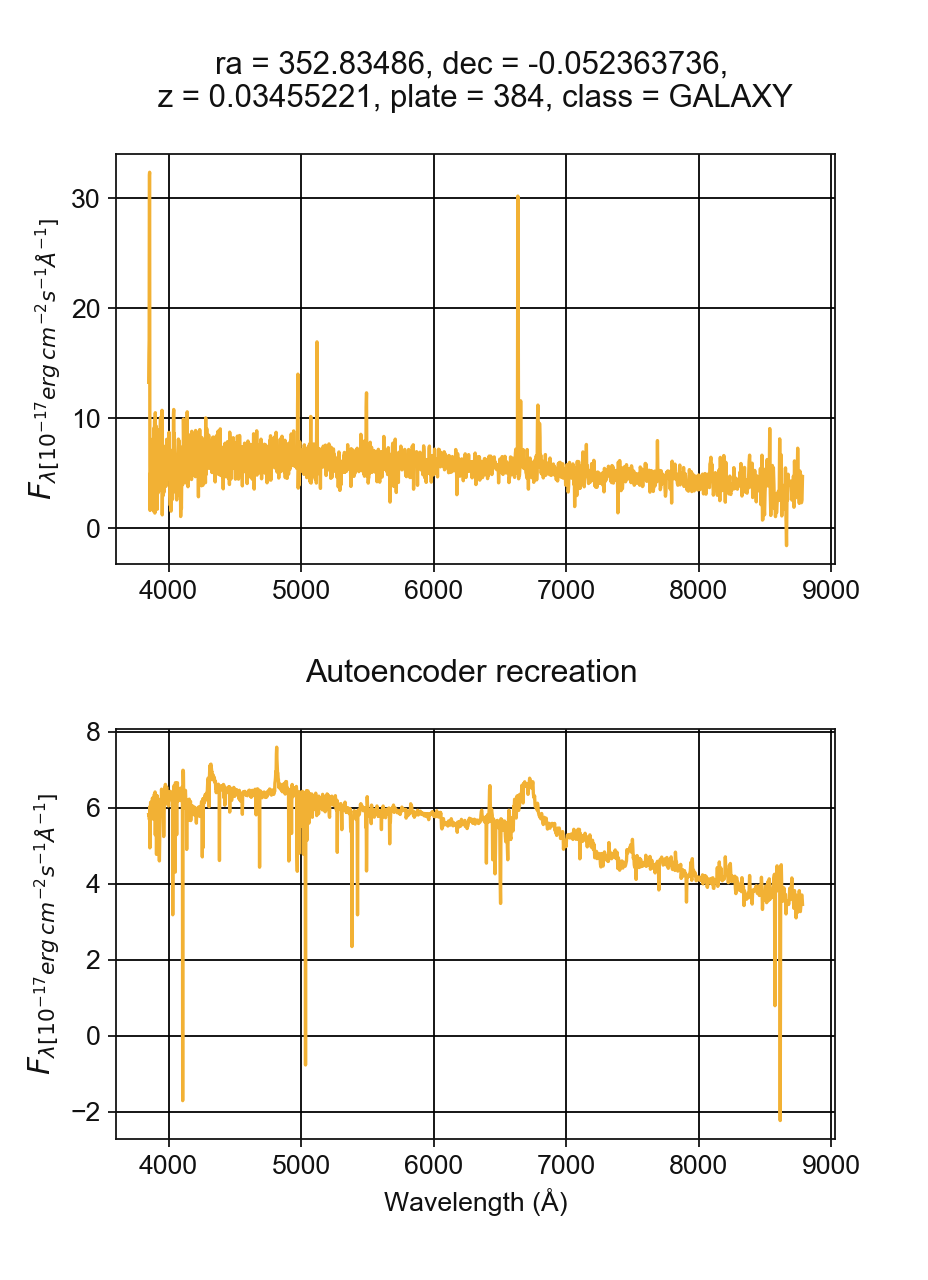 ra = 352.83486, dec = -0.052363736,
z = 0.03455221, plate = 384, class = GALAXY
F_λ[10⁻¹⁷erg cm⁻²s⁻¹Å⁻¹]
30
20
10
0
4000 5000 6000 7000 8000 9000
Autoencoder recreation
F_λ[10⁻¹⁷erg cm⁻²s⁻¹Å⁻¹]
8
6
4
2
0
−2
4000 5000 6000 7000 8000 9000
Wavelength (Å)